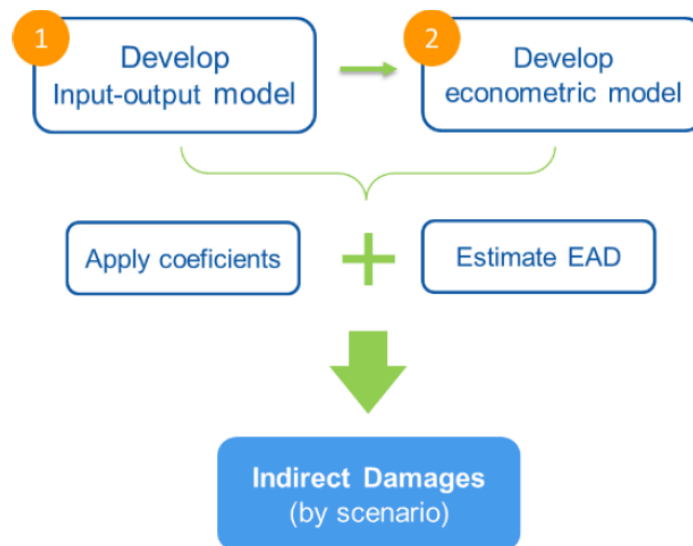 1
Develop
Input-output model
2
Develop
econometric model
Apply coeficients
+
Estimate EAD
Indirect Damages
(by scenario)